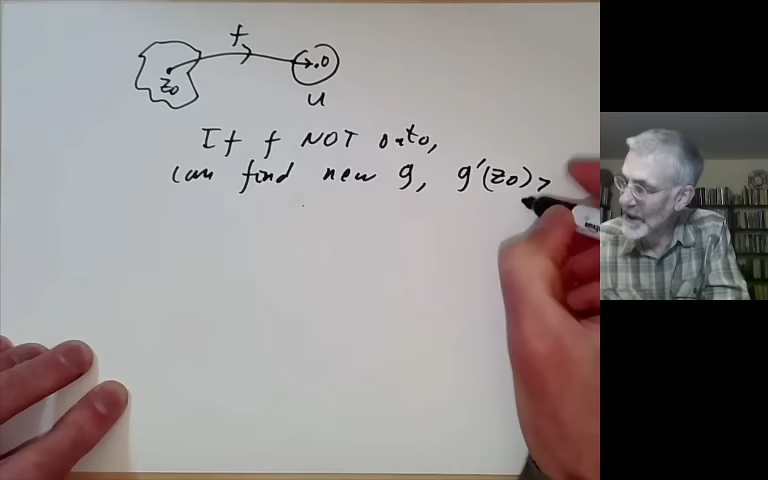 f
z₀
.0
U
If f NOT onto,
can find new g, g'(z₀)>